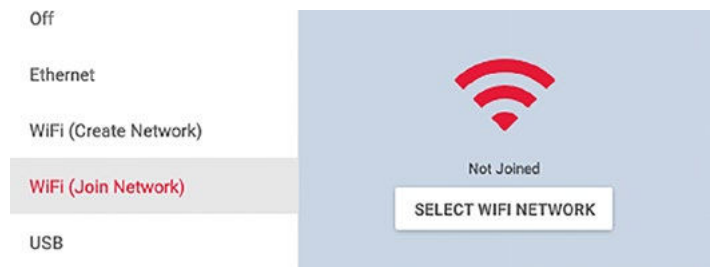 Off
Ethernet
WiFi (Create Network)
WiFi (Join Network)
USB
Not Joined
SELECT WIFI NETWORK